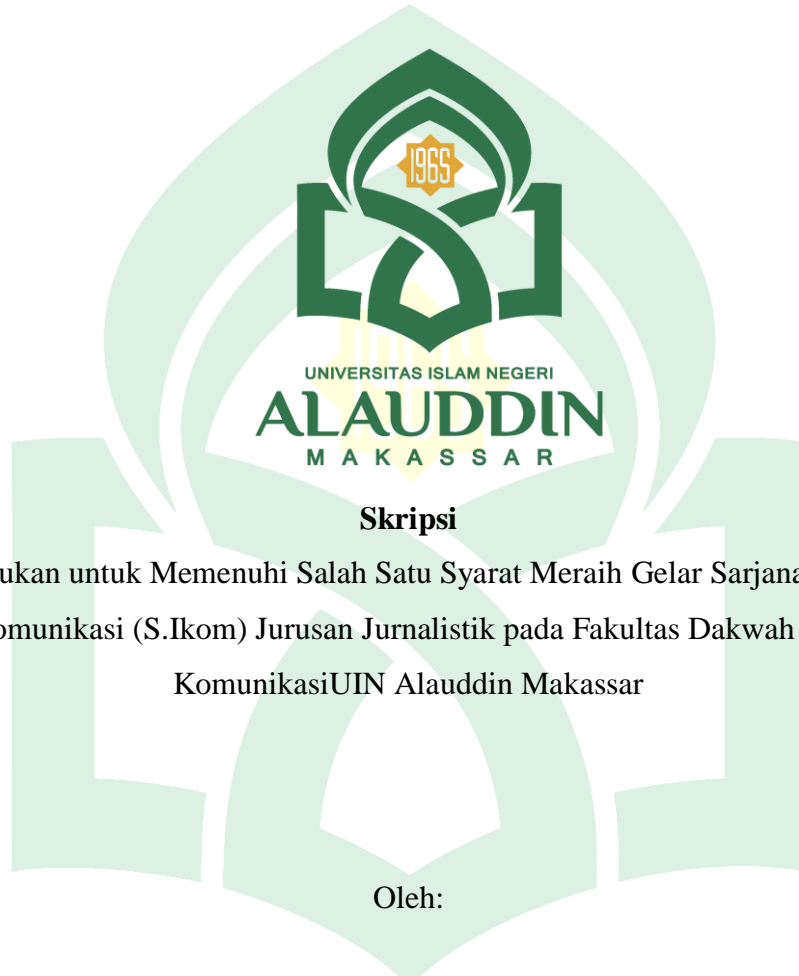 1965
UNIVERSITAS ISLAM NEGERI
ALAUDDIN
MAKASSAR
Skripsi
ukan untuk Memenuhi Salah Satu Syarat Meraih Gelar Sarjana
omunikasi (S.Ikom) Jurusan Jurnalistik pada Fakultas Dakwah
KomunikasiUIN Alauddin Makassar
Oleh: